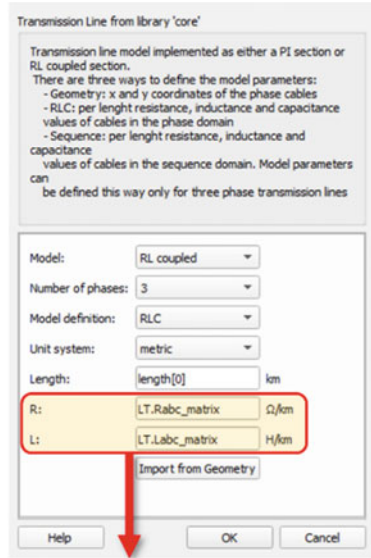 Transmission Line from library 'core'
Transmission line model implemented as either a PI section or
RL coupled section.
There are three ways to define the model
parameters:
- Geometry: x and y coordinates of the phase cables
- RLC: per lenght resistance, inductance and capacitance
values of cables in the phase domain
- Sequence: per lenght resistance, inductance and
capacitance
values of cables in the sequence domain. Model parameters
can
be defined this way only for three phase transmission lines
Model: RL coupled
Number of phases: 3
Model definition: RLC
Unit system: metric
Length: length[0] km
R: LT.Rabc_matrix Ω/km
L: LT.Labc_matrix H/km
Import from Geometry
Help OK Cancel